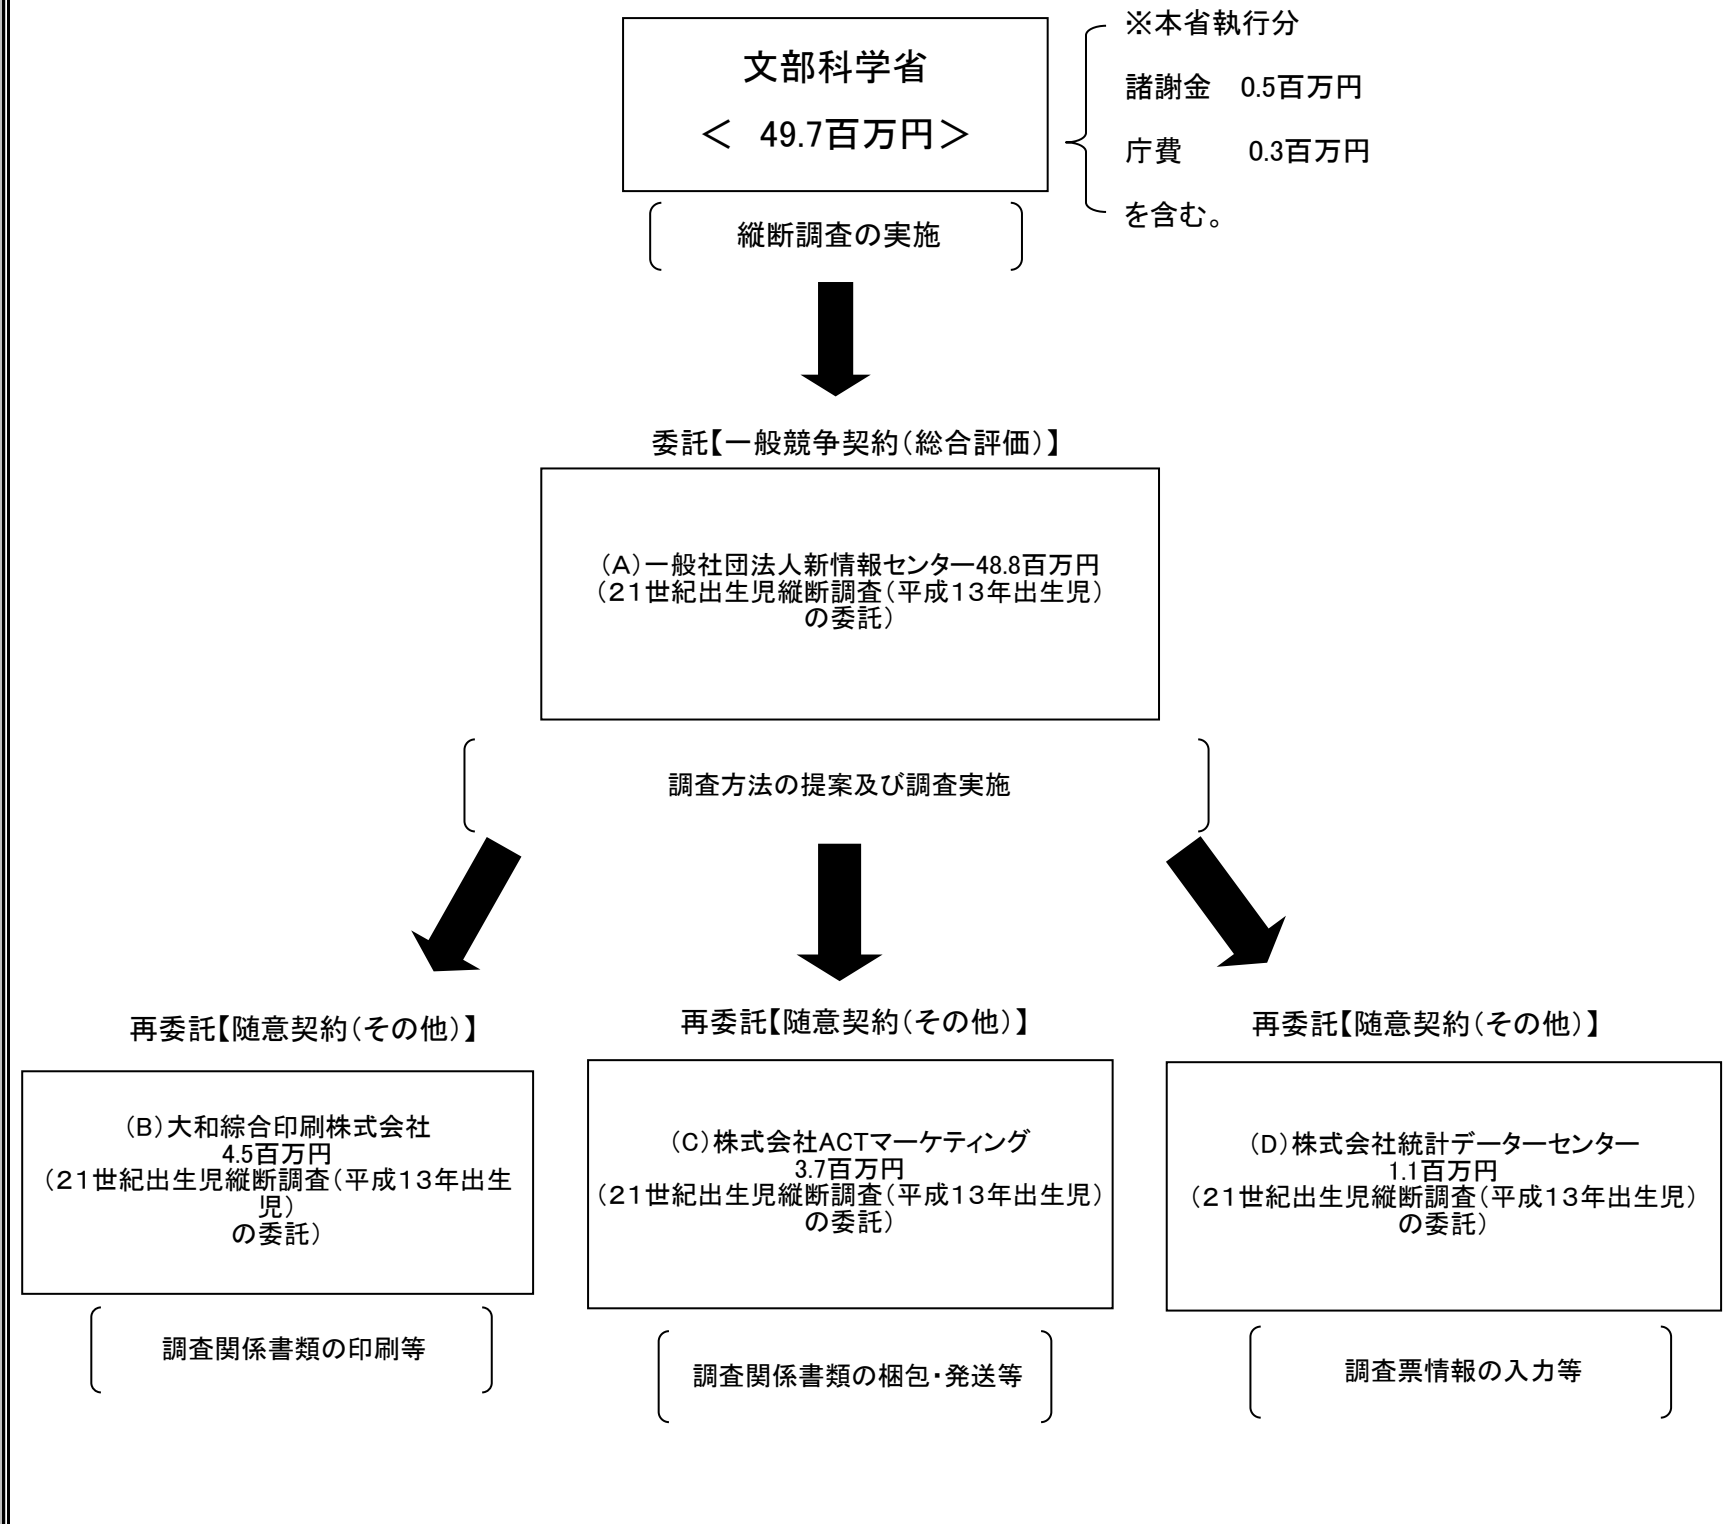 文部科学省
＜　49.7百万円＞
※本省執行分
諸謝金　0.5百万円
庁費　　0.3百万円
を含む。
縦断調査の実施
委託【一般競争契約（総合評価）】
（A）一般社団法人新情報センター48.8百万円
（２１世紀出生児縦断調査（平成１３年出生児）
の委託）
調査方法の提案及び調査実施
再委託【随意契約（その他）】
（B）大和綜合印刷株式会社
4.5百万円
（２１世紀出生児縦断調査（平成１３年出生
児）
の委託）
調査関係書類の印刷等
再委託【随意契約（その他）】
（C）株式会社ACTマーケティング
3.7百万円
（２１世紀出生児縦断調査（平成１３年出生児）
の委託）
調査関係書類の梱包・発送等
再委託【随意契約（その他）】
（D）株式会社統計データーセンター
1.1百万円
（２１世紀出生児縦断調査（平成１３年出生児）
の委託）
調査票情報の入力等